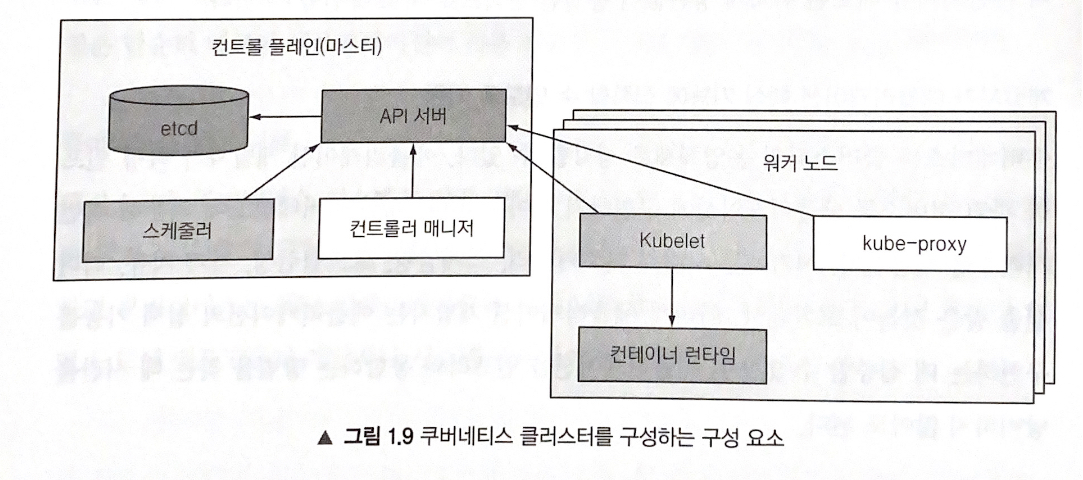 컨트롤 플레인(마스터)
etcd
API 서버
스케줄러
컨트롤러 매니저
워커 노드
Kubelet
kube-proxy
컨테이너 런타임
▲ 그림 1.9 쿠버네티스 클러스터를 구성하는 구성 요소